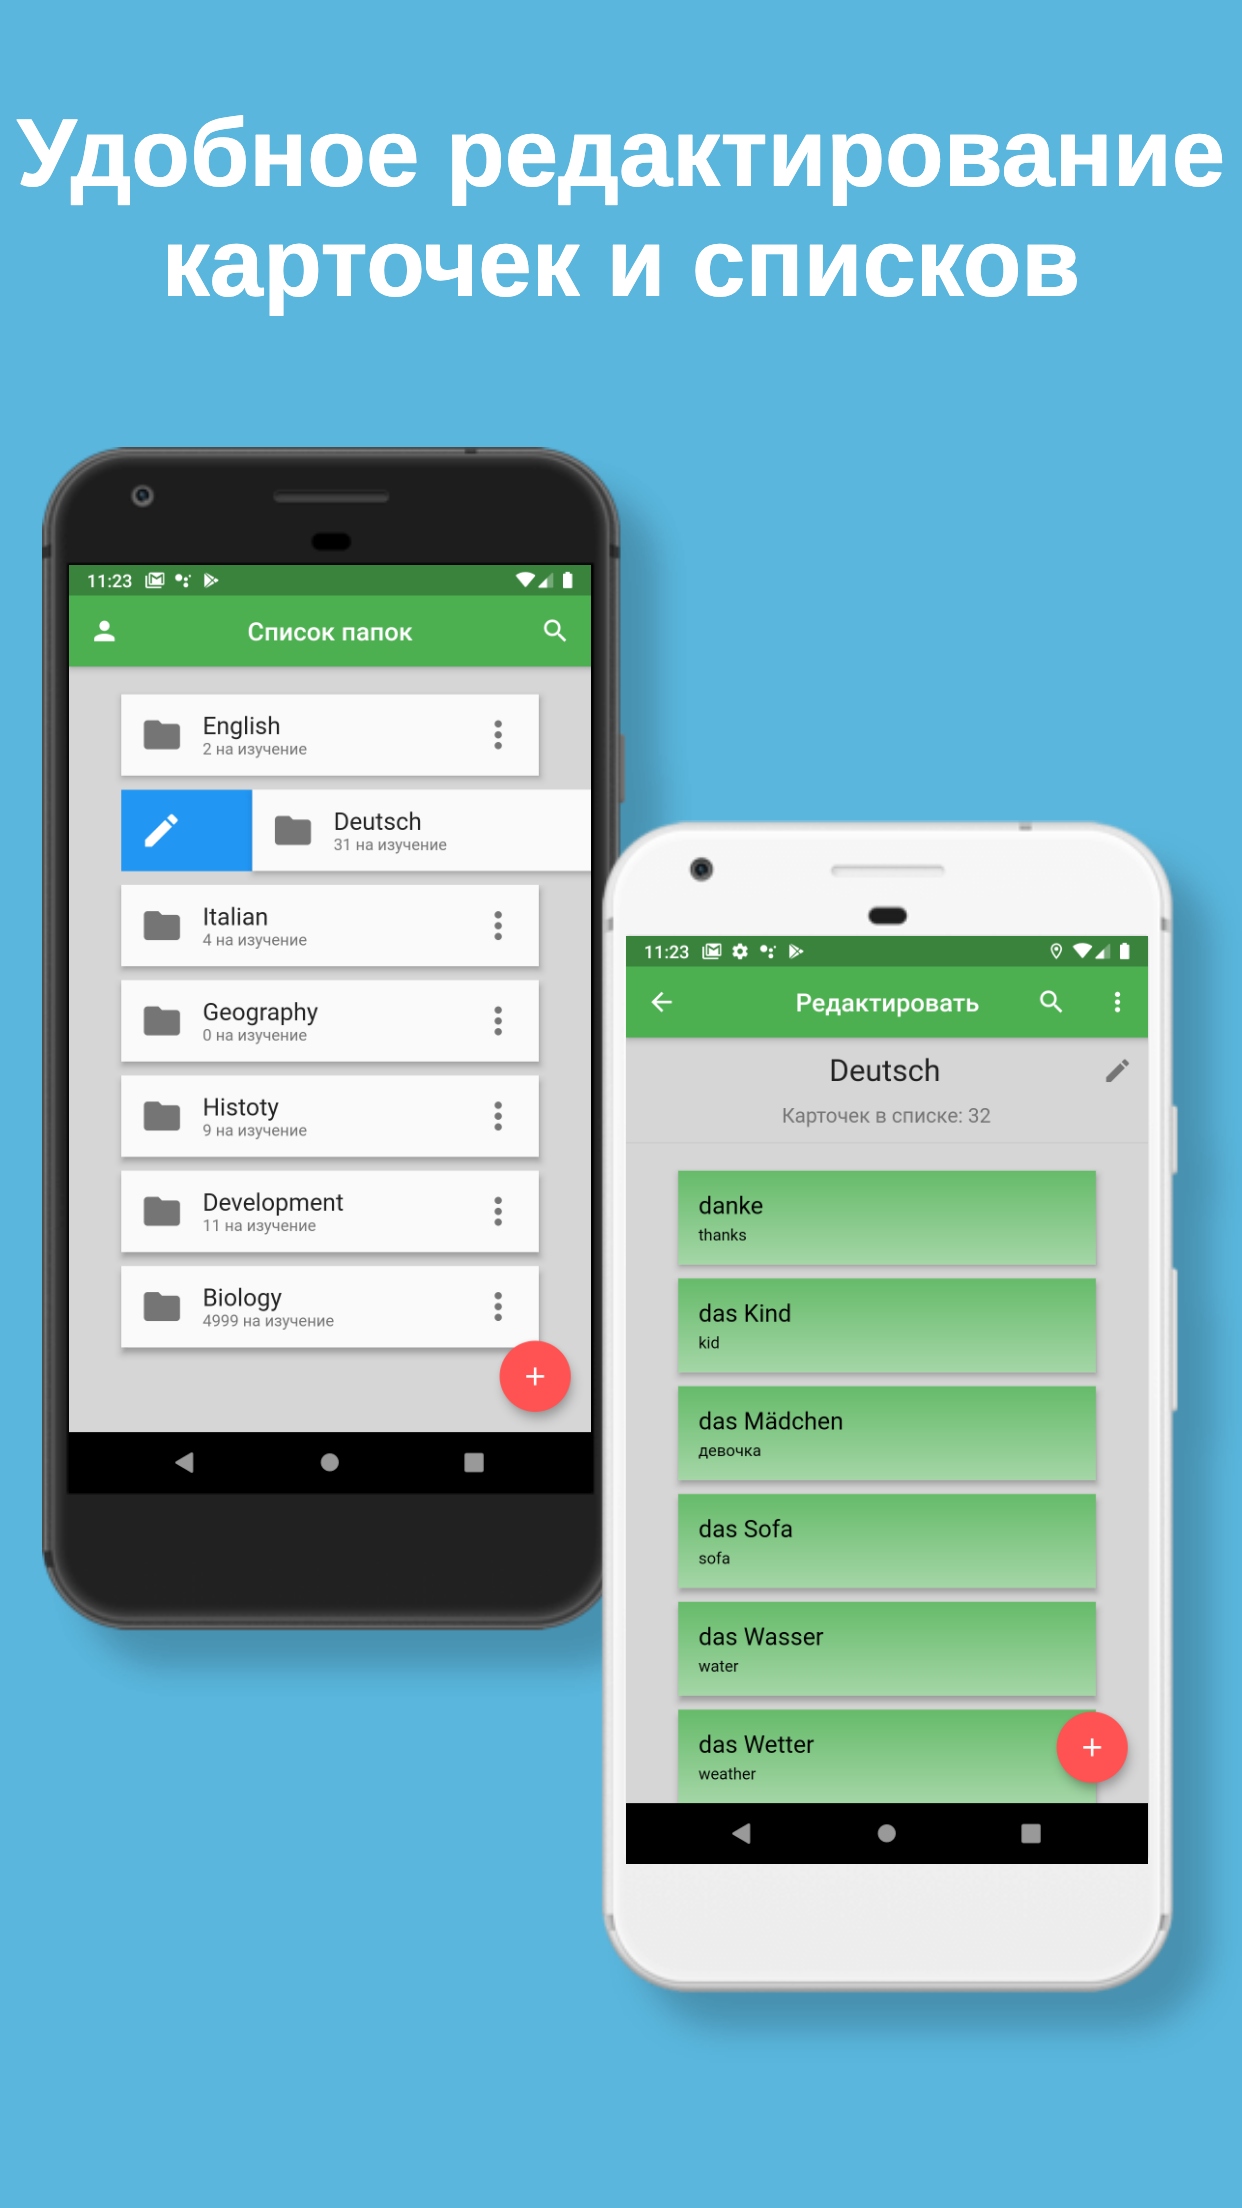 Удобное редактирование
карточек и списков
11:23
Список папок
English
2 на изучение
Deutsch
31 на изучение
Italian
4 на изучение
Geography
0 на изучение
Histoty
9 на изучение
Development
11 на изучение
Biology
4999 на изучение
11:23
Редактировать
Deutsch
Карточек в списке: 32
danke
thanks
das Kind
kid
das Mädchen
девочка
das Sofa
sofa
das Wasser
water
das Wetter
weather